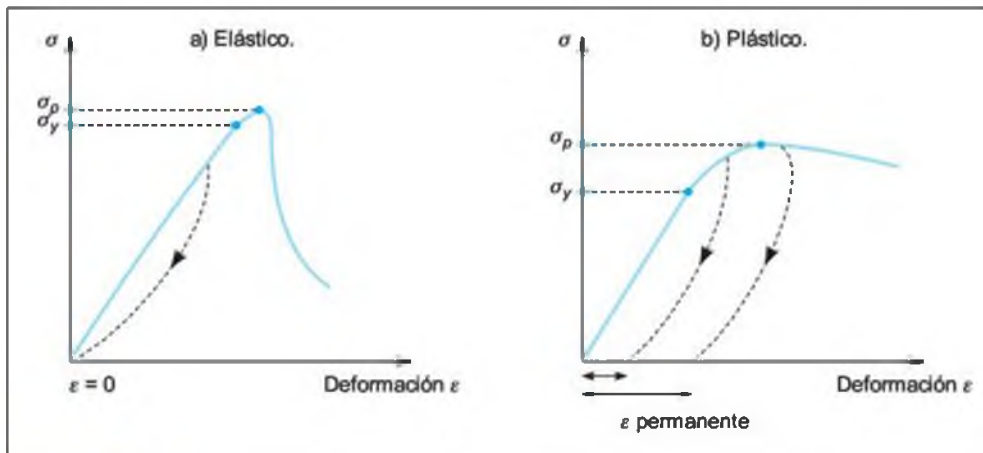 σ
a) Elástico.
σp
σy
ε = 0
Deformación ε
σ
b) Plástico.
σp
σy
Deformación ε
ε permanente